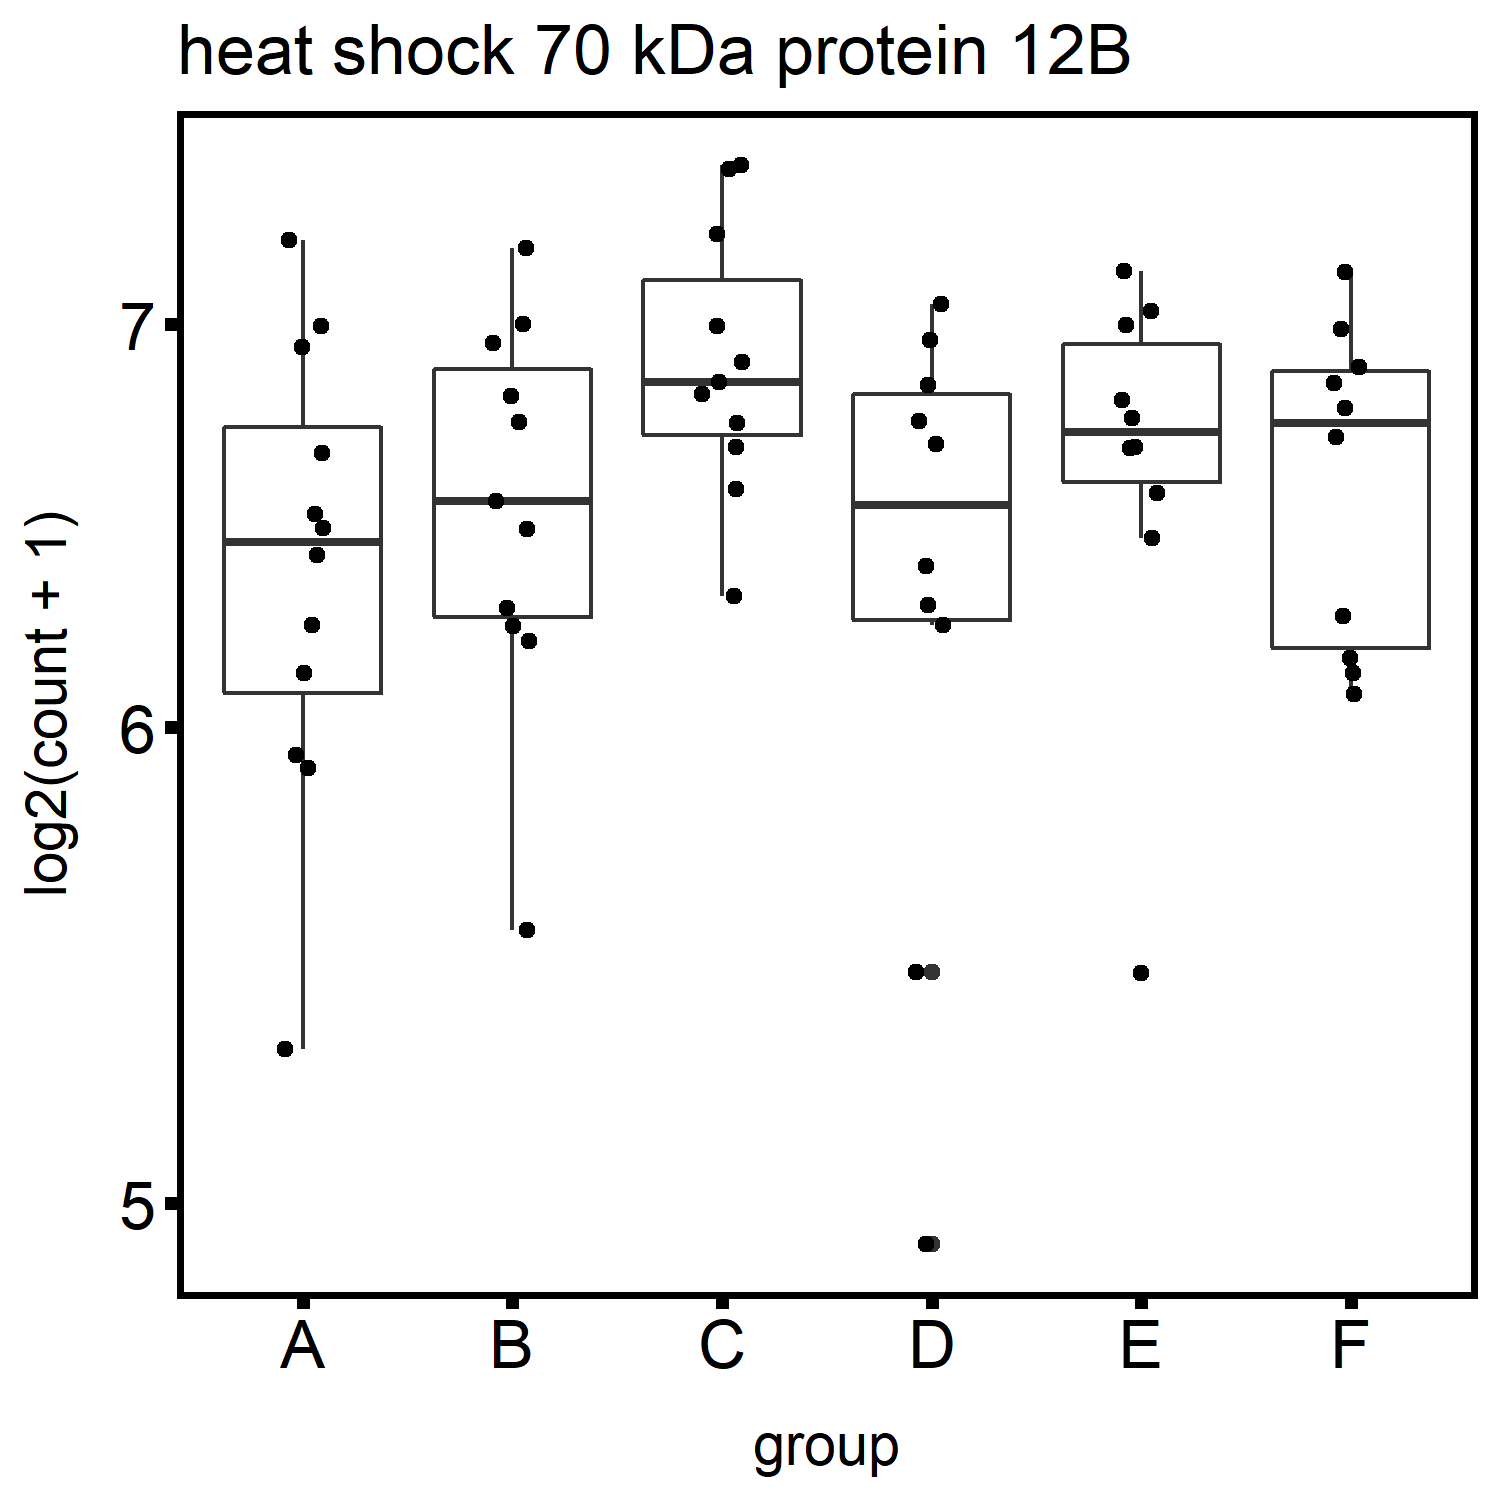 heat shock 70 kDa protein 12B
log2(count + 1)
7
6
5
A B C D E F
group